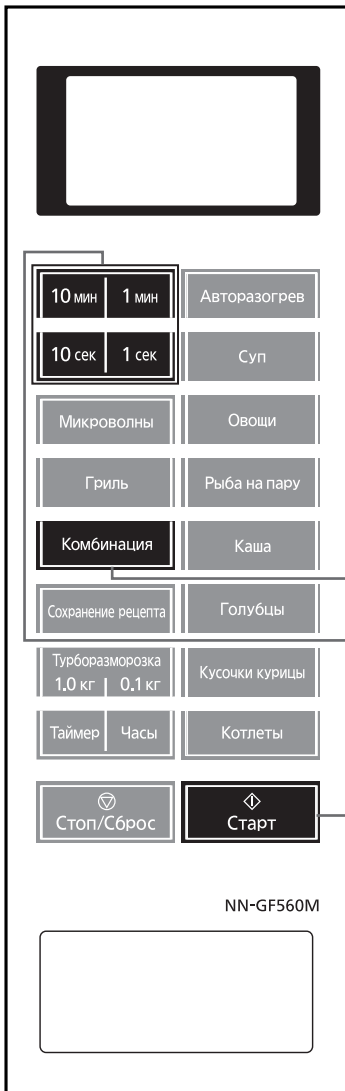 10 мин 1 мин Авторазогрев
10 сек 1 сек Суп
Микроволны Овощи
Гриль Рыба на пару
Комбинация Каша
Сохранение рецепта Голубцы
Турборазморозка
1.0 кг 0.1 кг Кусочки курицы
Таймер Часы Котлеты
Стоп/Сброс Старт
NN-GF560M